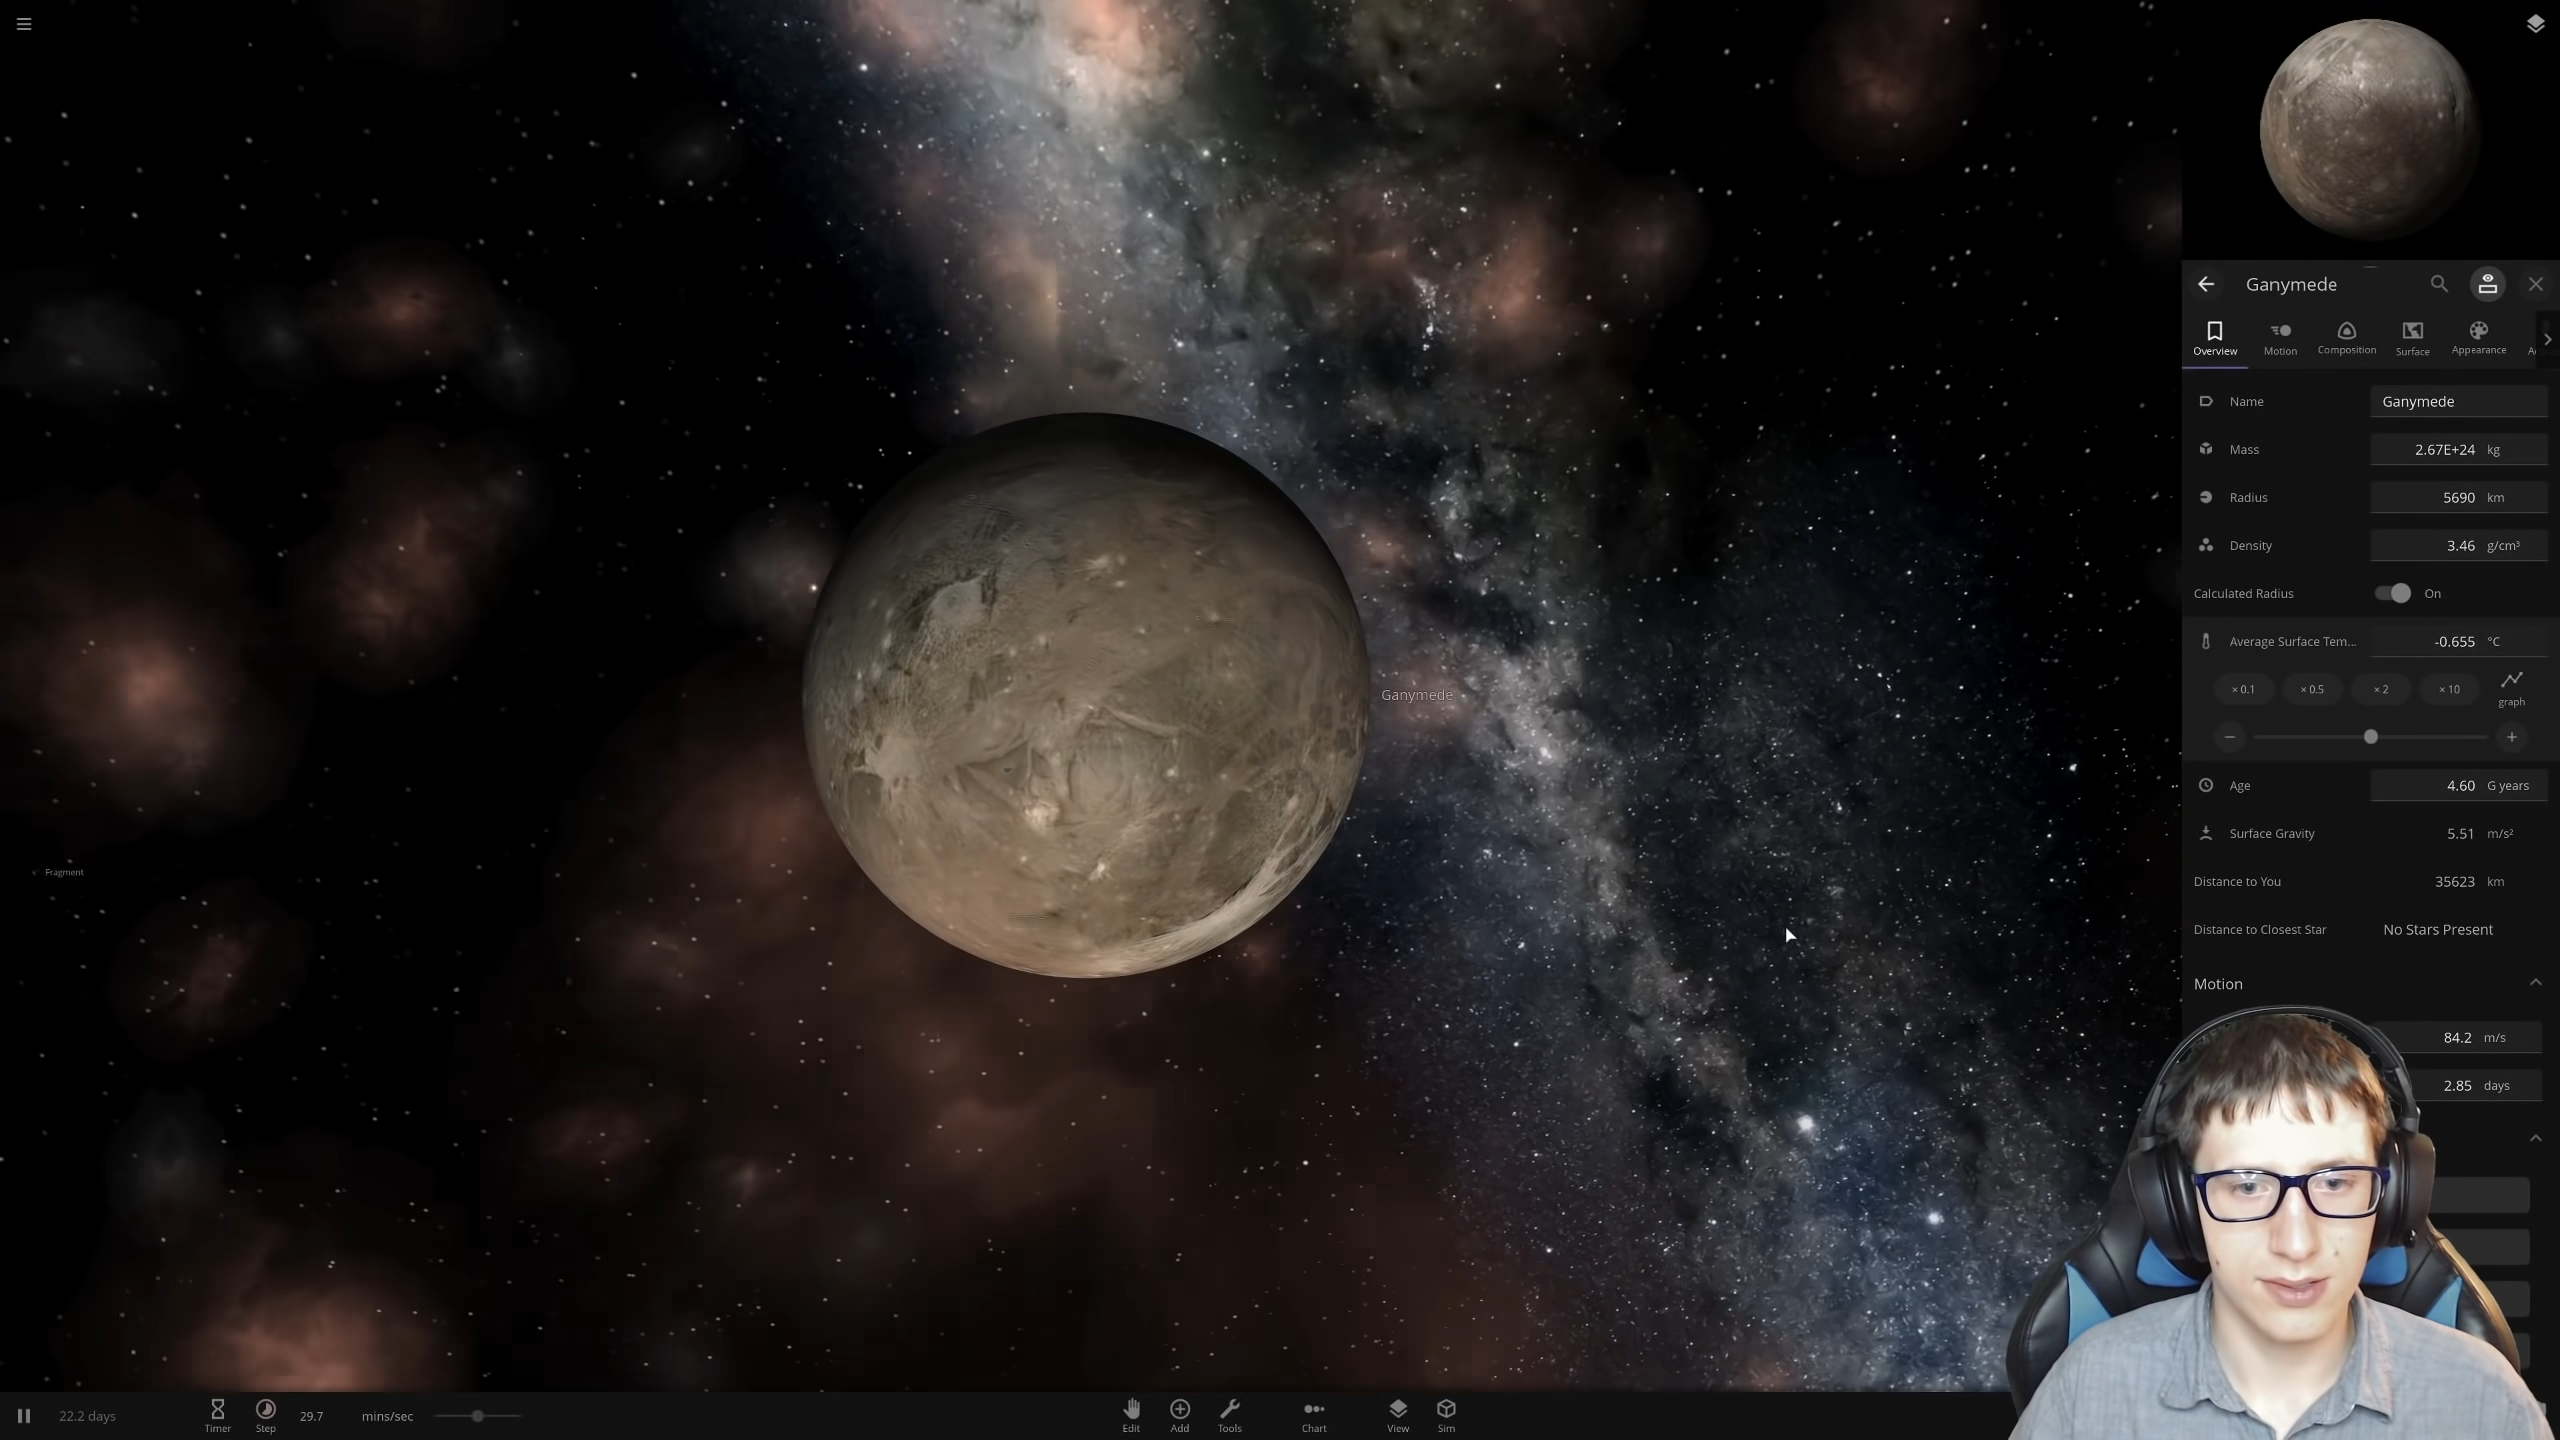 Ganymede
Overview
Motion
Composition
Surface
Appearance
Name
Ganymede
Mass
2.67E+24 kg
Radius
5690 km
Density
3.46 g/cm³
Calculated Radius
On
Average Surface Tem...
-0.655 °C
× 0.1
× 0.5
× 2
× 10
graph
Age
4.60 G years
Surface Gravity
5.51 m/s²
Distance to You
35623 km
Distance to Closest Star
No Stars Present
Motion
84.2 m/s
2.85 days
Ganymede
Fragment
22.2 days
Timer
Step
29.7 mins/sec
Edit
Add
Tools
Chart
View
Sim